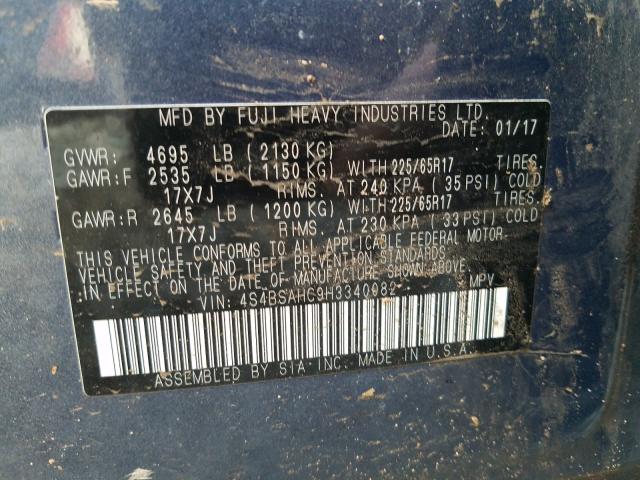 MFD BY FUJI HEAVY INDUSTRIES LTD.
DATE: 01/17
GVWR: 4695 LB (2130 KG)
GAWR:F 2535 LB (1150 KG) WITH 225/65R17 TIRES,
17X7J RIMS, AT 240 KPA (35 PSI) COLD
GAWR:R 2645 LB (1200 KG) WITH 225/65R17 TIRES,
17X7J RIMS, AT 230 KPA (33 PSI) COLD
THIS VEHICLE CONFORMS TO ALL APPLICABLE FEDERAL MOTOR
VEHICLE SAFETY AND THEFT PREVENTION STANDARDS
IN EFFECT ON THE DATE OF MANUFACTURE SHOWN ABOVE.
VIN: 4S4BSAHC9H3340082 MPV
ASSEMBLED BY SIA-INC. MADE IN U.S.A.